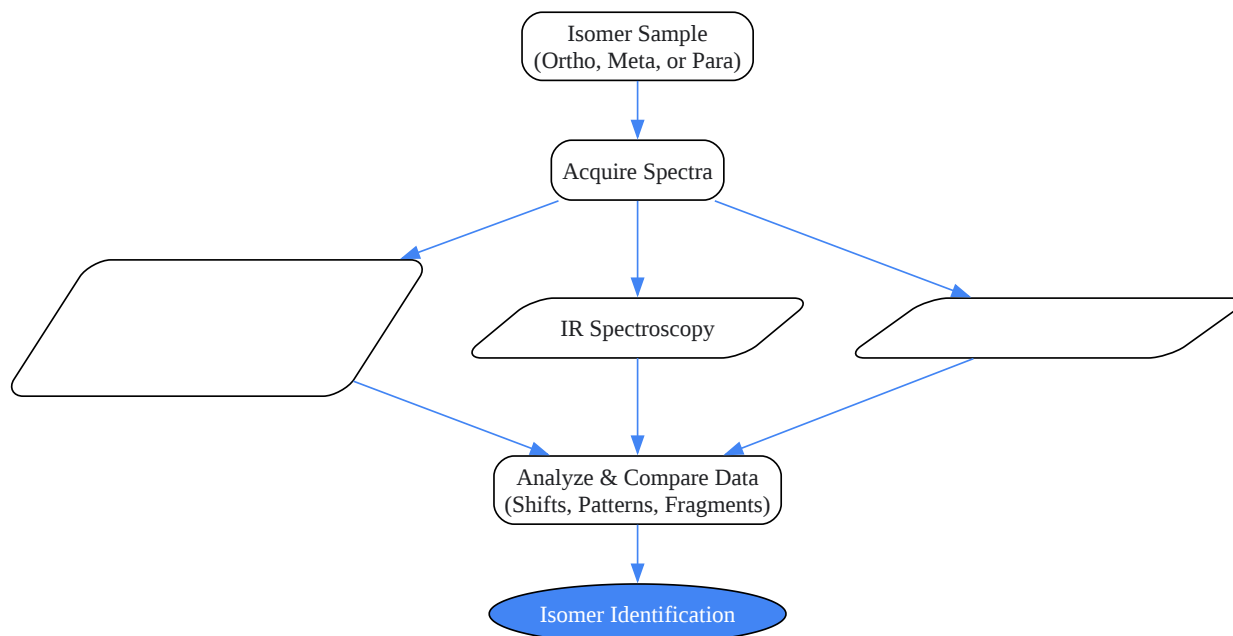 Isomer Sample
(Ortho, Meta, or Para)
Acquire Spectra
IR Spectroscopy
Analyze & Compare Data
(Shifts, Patterns, Fragments)
Isomer Identification